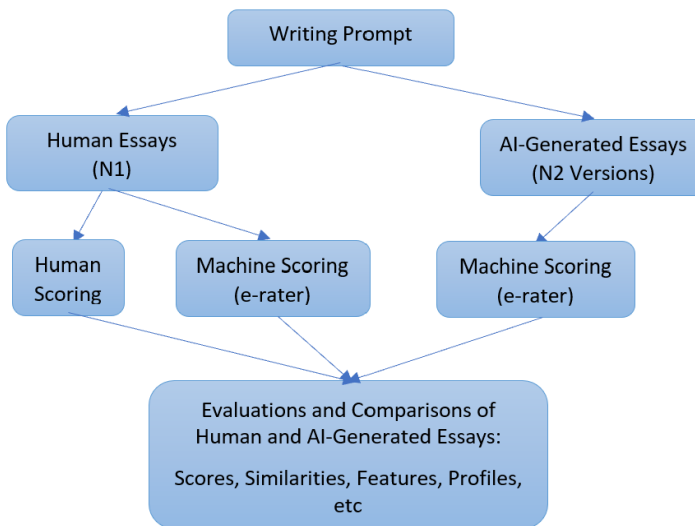 Writing Prompt
Human Essays
(N1)
AI-Generated Essays
(N2 Versions)
Human
Scoring
Machine Scoring
(e-rater)
Machine Scoring
(e-rater)
Evaluations and Comparisons of
Human and AI-Generated Essays:
Scores, Similarities, Features, Profiles,
etc